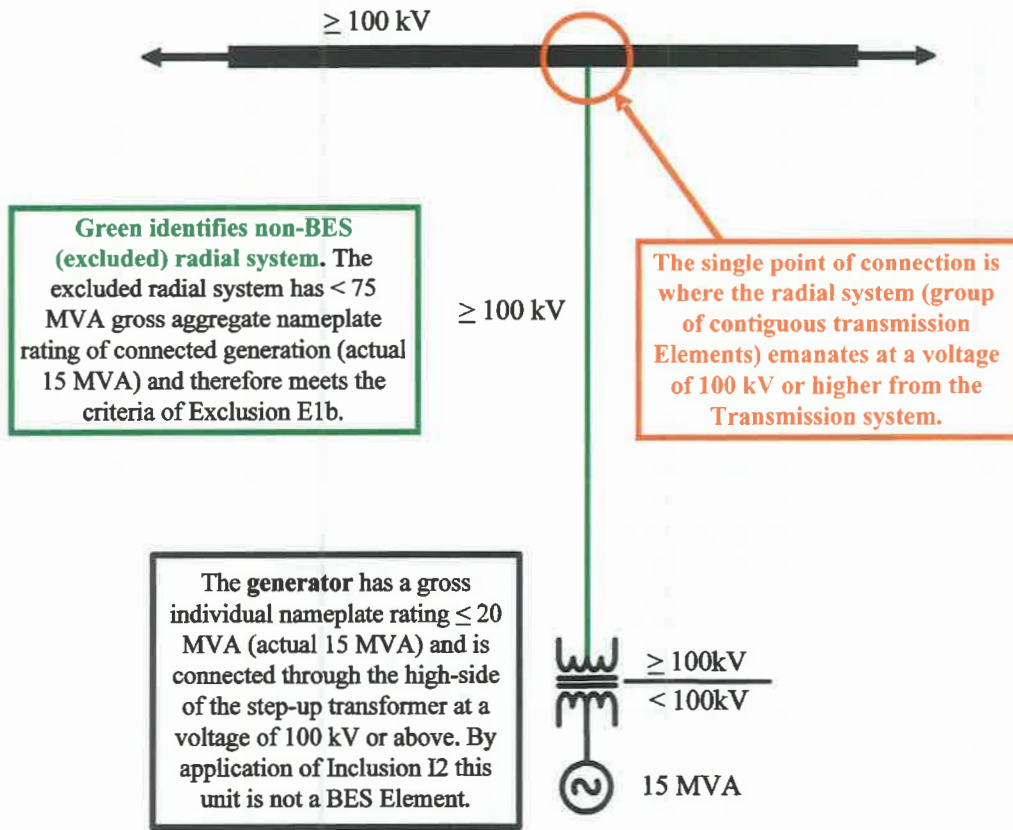 ≥ 100 kV
Green identifies non-BES
(excluded) radial system. The
excluded radial system has < 75
MVA gross aggregate nameplate
rating of connected generation (actual
15 MVA) and therefore meets the
criteria of Exclusion E1b.
≥ 100 kV
The single point of connection is
where the radial system (group
of contiguous transmission
Elements) emanates at a voltage
of 100 kV or higher from the
Transmission system.
The generator has a gross
individual nameplate rating ≤ 20
MVA (actual 15 MVA) and is
connected through the high-side
of the step-up transformer at a
voltage of 100 kV or above. By
application of Inclusion I2 this
unit is not a BES Element.
≥ 100kV
< 100kV
15 MVA